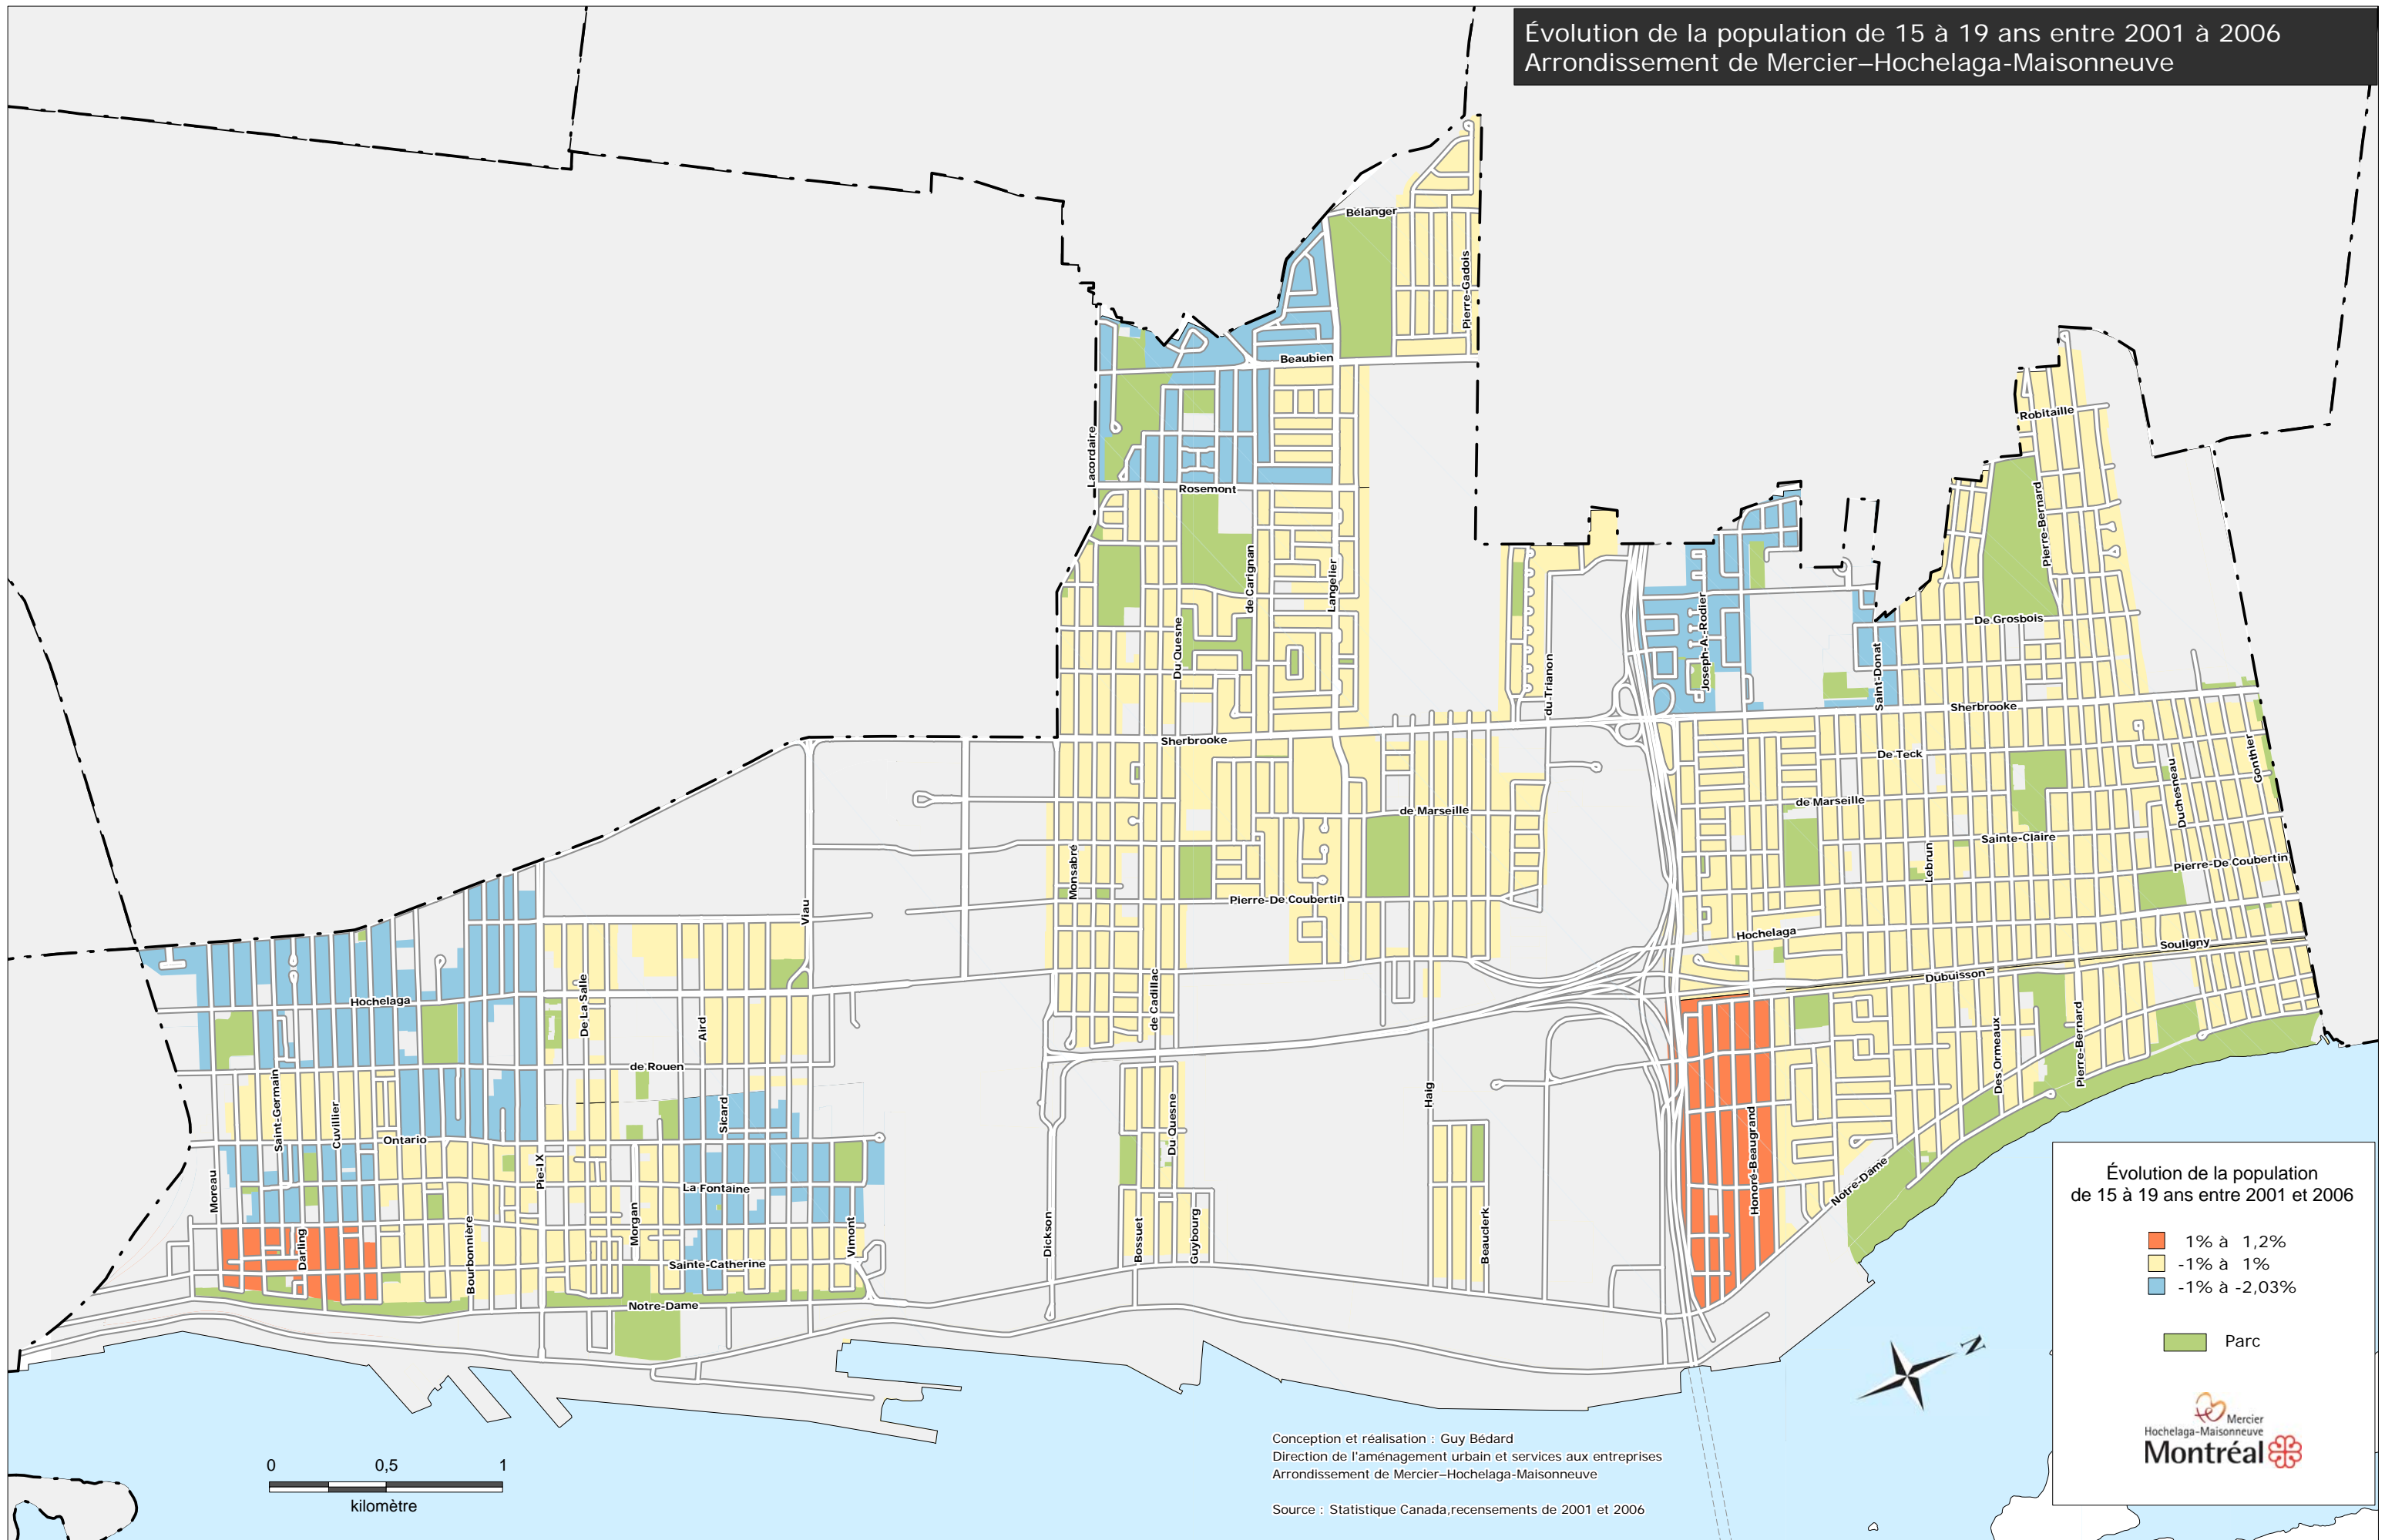 Évolution de la population de 15 à 19 ans entre 2001 à 2006
Arrondissement de Mercier–Hochelaga-Maisonneuve
Bélanger
Pierre-Gadois
Beaubien
Lacordaire
Rosemont
Robitaille
Pierre-Bernard
de Carignan
Langelier
Du Quesne
du Trianon
Joseph-A.-Rodier
Saint-Donat
De Grosbois
Sherbrooke
Sherbrooke
De Teck
Gonthier
Duchesneau
de Marseille
de Marseille
Sainte-Claire
Monsabré
Lebrun
Pierre-De Coubertin
Pierre-De Coubertin
Viau
Hochelaga
Souligny
Dubuisson
Hochelaga
De La Salle
Aird
de Cadillac
Des Ormeaux
Pierre-Bernard
de Rouen
Saint-Germain
Cuvillier
Sicard
Du Quesne
Haig
Honoré-Beaugrand
Ontario
Pie-IX
Moreau
La Fontaine
Notre-Dame
Darling
Bourbonnière
Morgan
Vimont
Dickson
Bossuet
Guybourg
Beauclerk
Sainte-Catherine
Notre-Dame
Évolution de la population
de 15 à 19 ans entre 2001 et 2006
1% à 1,2%
-1% à 1%
-1% à -2,03%
Parc
N
Mercier
Hochelaga-Maisonneuve
Montréal
0 0,5 1
kilomètre
Conception et réalisation : Guy Bédard
Direction de l'aménagement urbain et services aux entreprises
Arrondissement de Mercier–Hochelaga-Maisonneuve
Source : Statistique Canada,recensements de 2001 et 2006